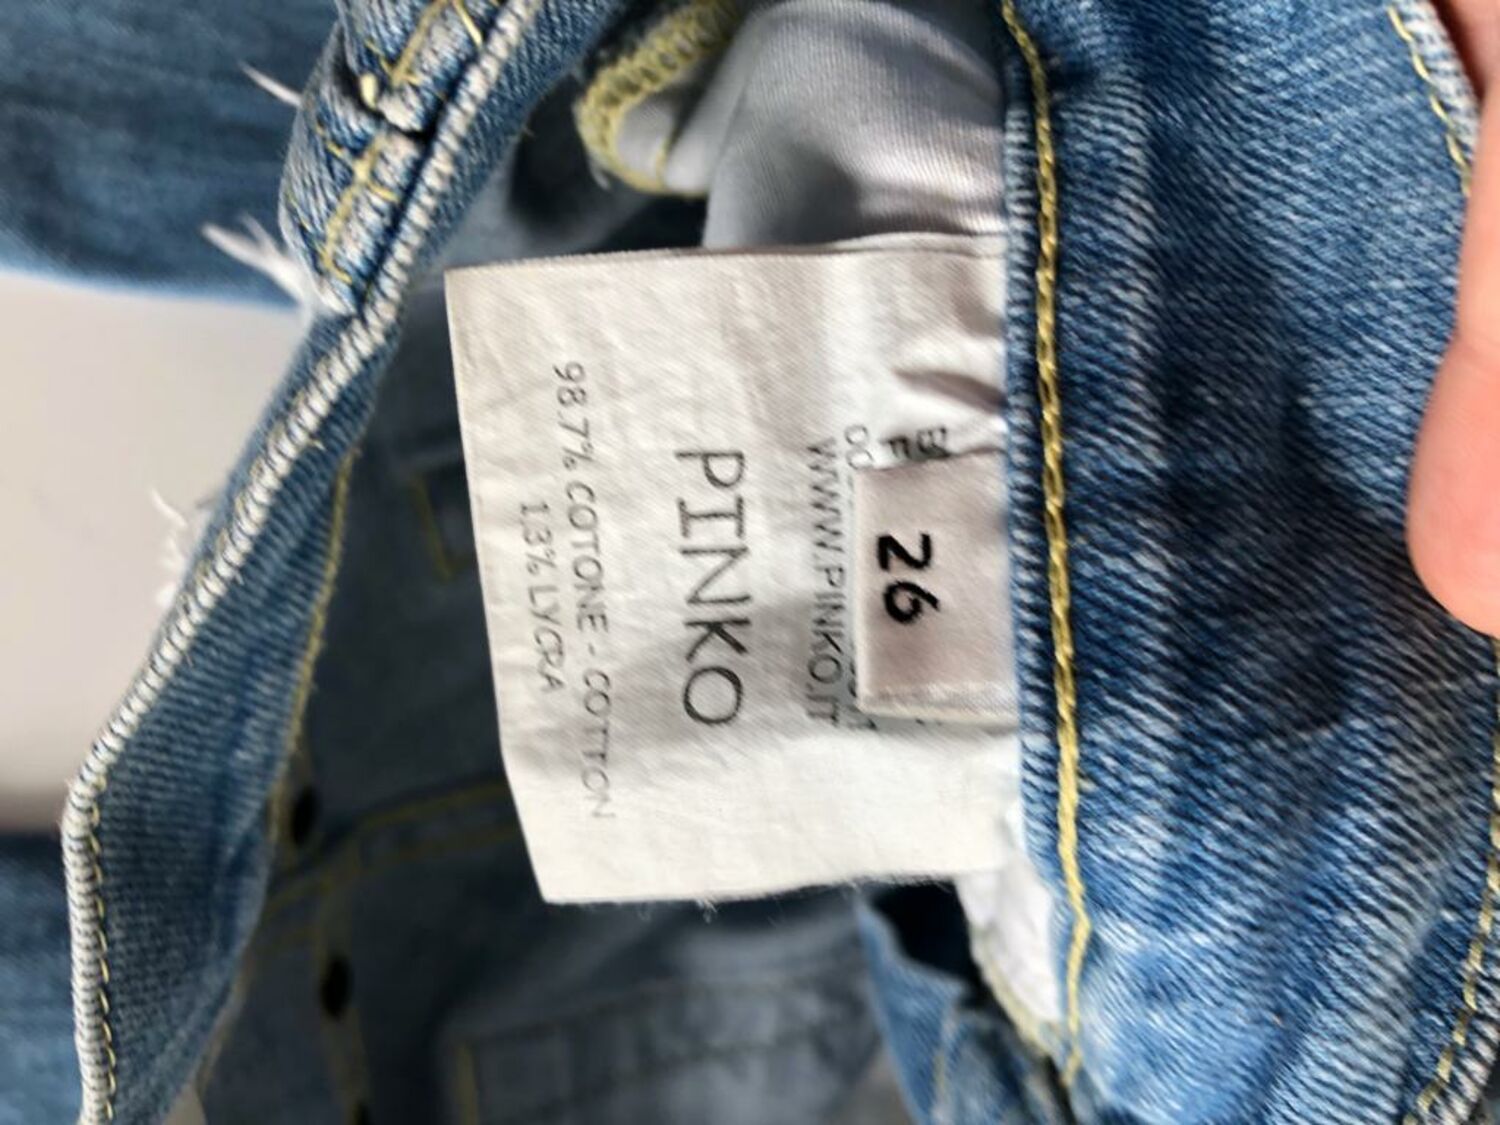 26
WWW.PINKO.IT
PINKO
98.7% COTONE - COTTON
1.3% LYCRA